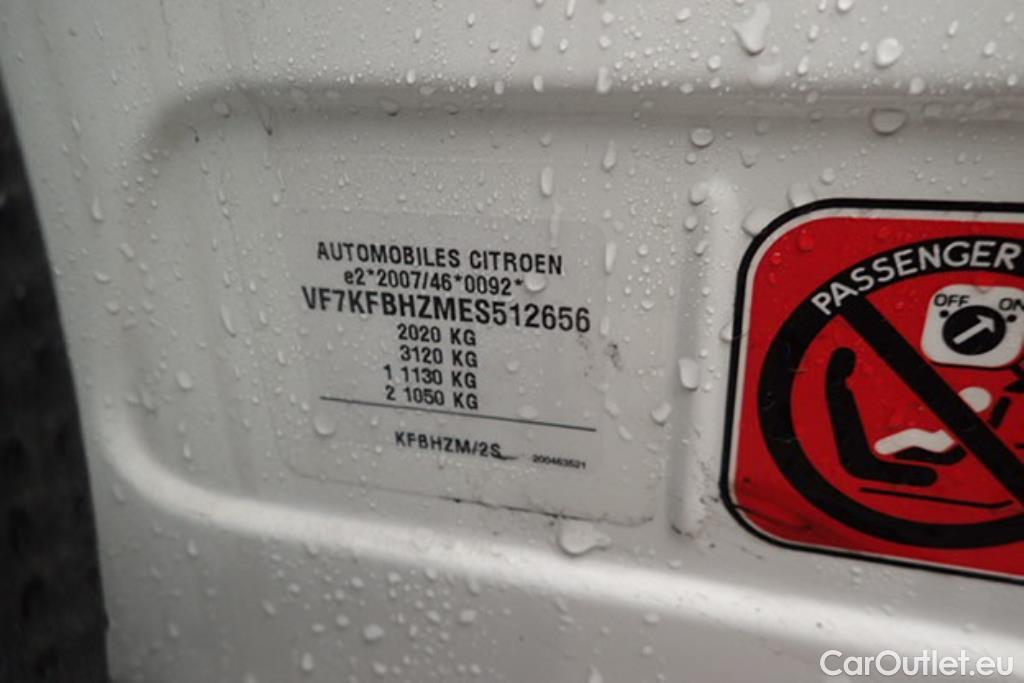 AUTOMOBILES CITROEN
e2*2007/46*0092*
VF7KFBHZMES512656
2020 KG
3120 KG
1 1130 KG
2 1050 KG
KFBHZM/2S
200463521
PASSENGER
OFF ON
CarOutlet.eu